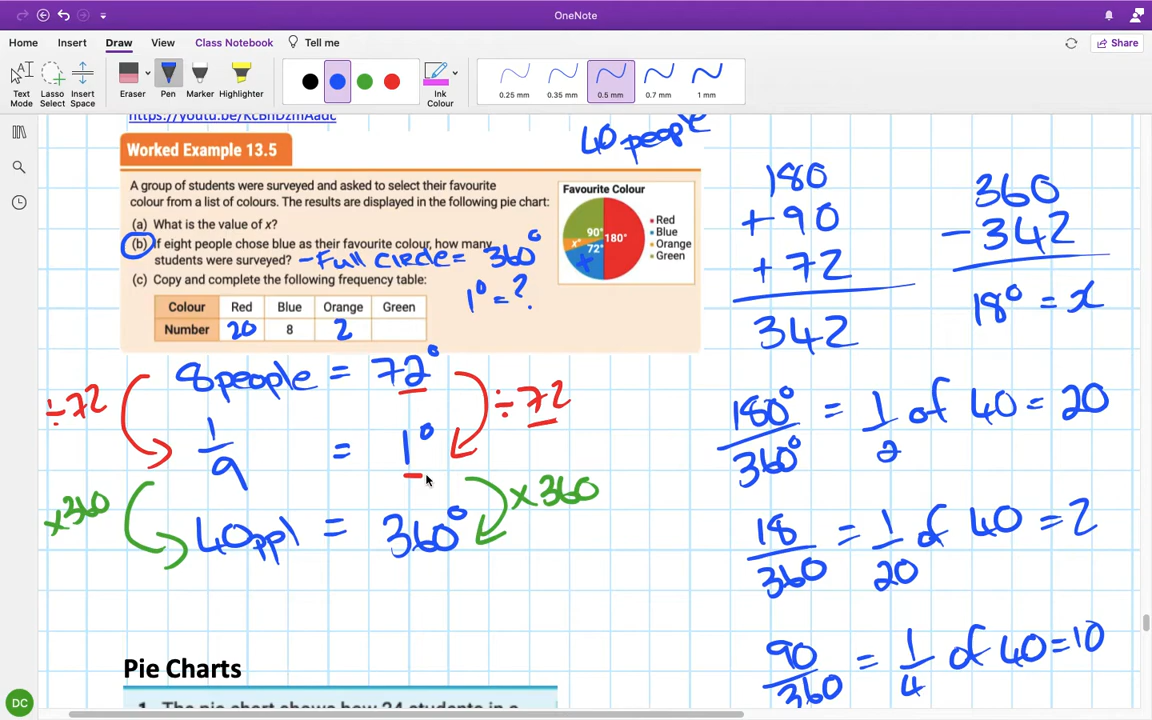 OneNote
Home Insert Draw View Class Notebook Tell me
Share
Text Mode
Lasso Select
Insert Space
Eraser
Pen
Marker
Highlighter
Ink Colour
0.25 mm
0.35 mm
0.5 mm
0.7 mm
1 mm
40 people
Worked Example 13.5
A group of students were surveyed and asked to select their favourite
colour from a list of colours. The results are displayed in the following pie chart:
(a) What is the value of x?
(b) If eight people chose blue as their favourite colour, how many
students were surveyed? - Full circle = 360°
(c) Copy and complete the following frequency table:
1° = ?
Colour Red Blue Orange Green
Number 20 8 2
Favourite Colour
90°
x°
72°
180°
Red
Blue
Orange
Green
8 people = 72°
÷72
÷72
1/9 = 1°
×360
×360
40ppl = 360°
180
+ 90
+ 72
342
360
- 342
18° = x
180°/360° = 1/2 of 40 = 20
18/360 = 1/20 of 40 = 2
90/360 = 1/4 of 40 = 10
Pie Charts
DC